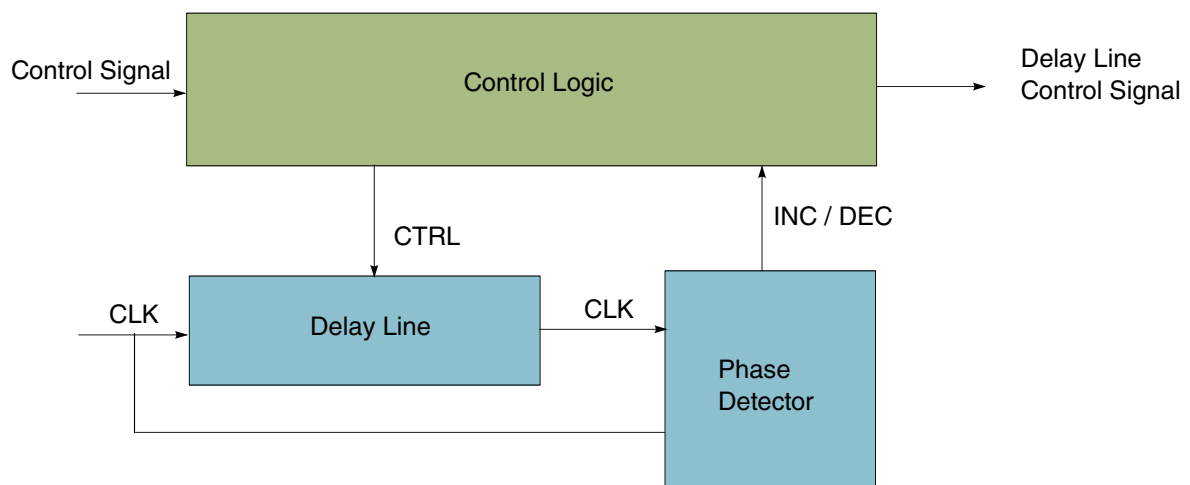 Control Signal
Control Logic
Delay Line
Control Signal
CTRL
INC / DEC
CLK
Delay Line
CLK
Phase
Detector